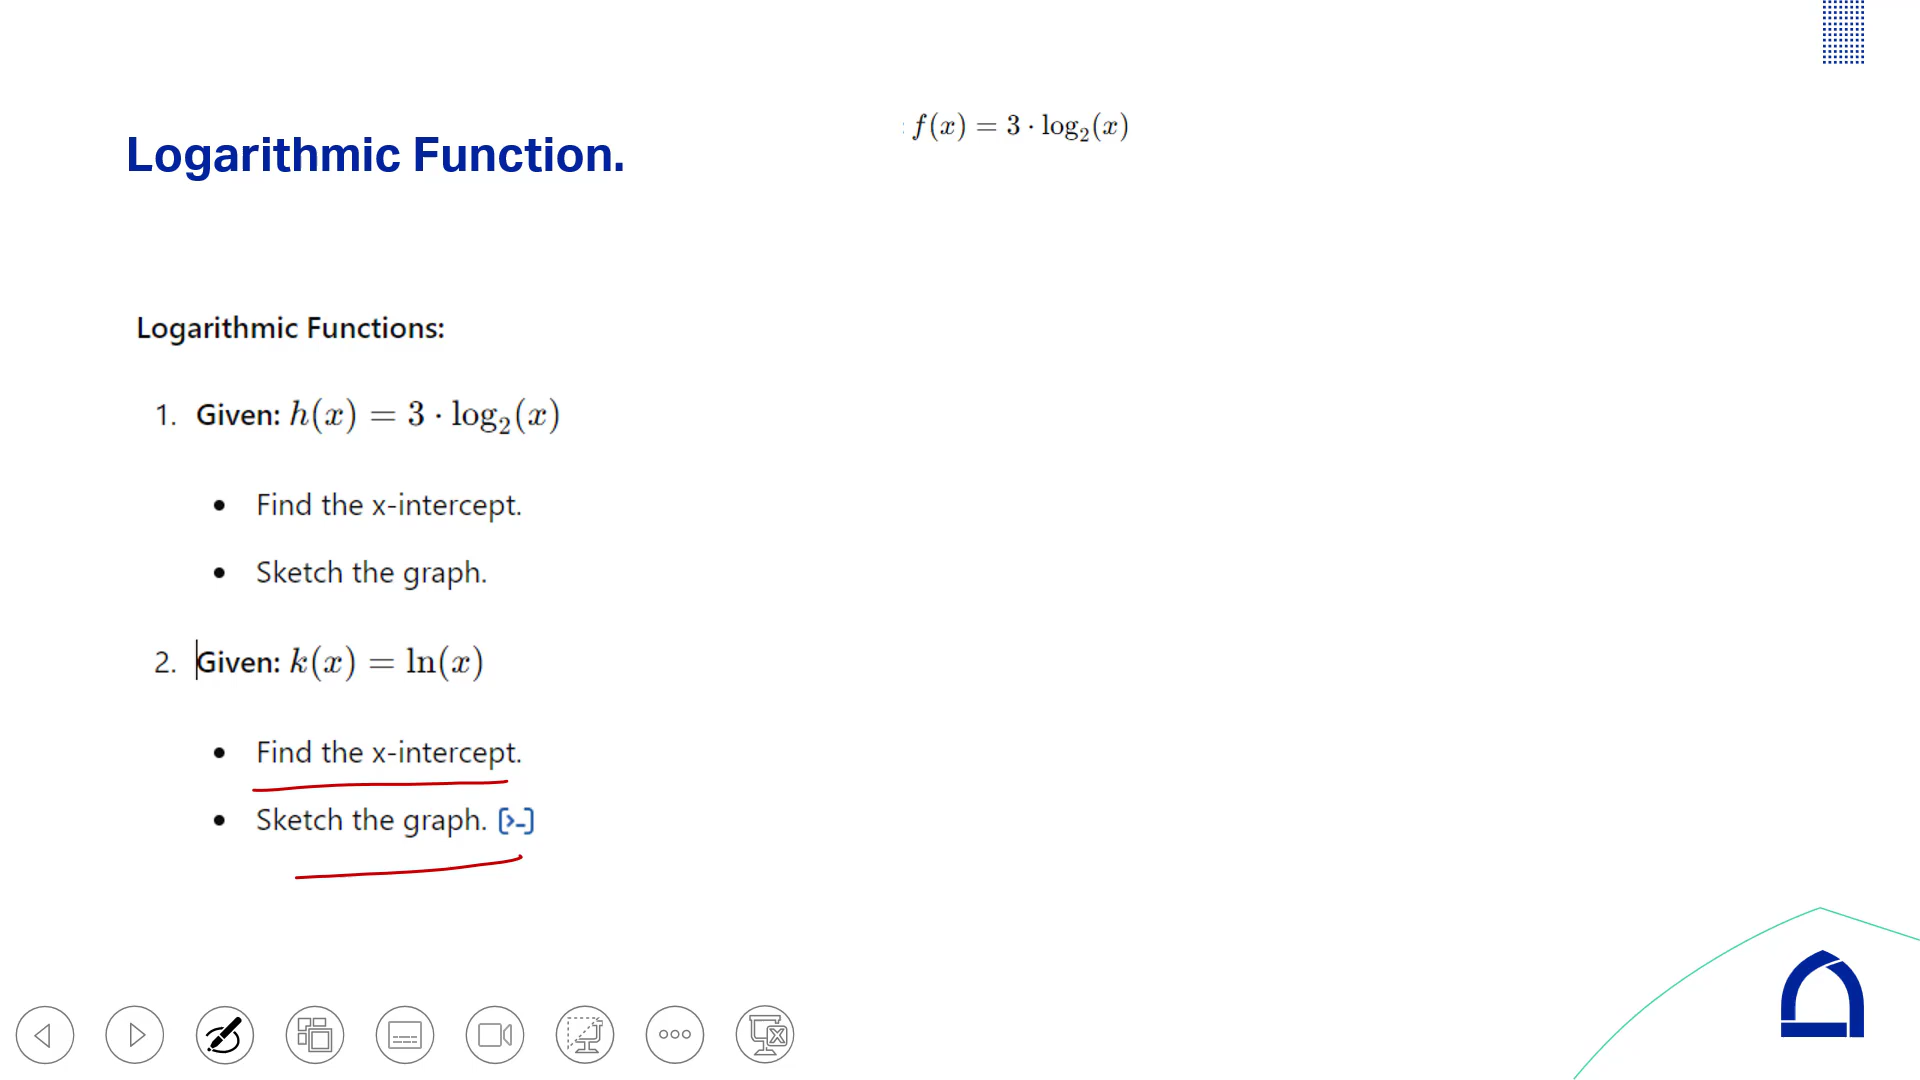 f(x) = 3 · log₂(x)
Logarithmic Function.
Logarithmic Functions:
1. Given: h(x) = 3 · log₂(x)
• Find the x-intercept.
• Sketch the graph.
2. Given: k(x) = ln(x)
• Find the x-intercept.
• Sketch the graph. [>-]